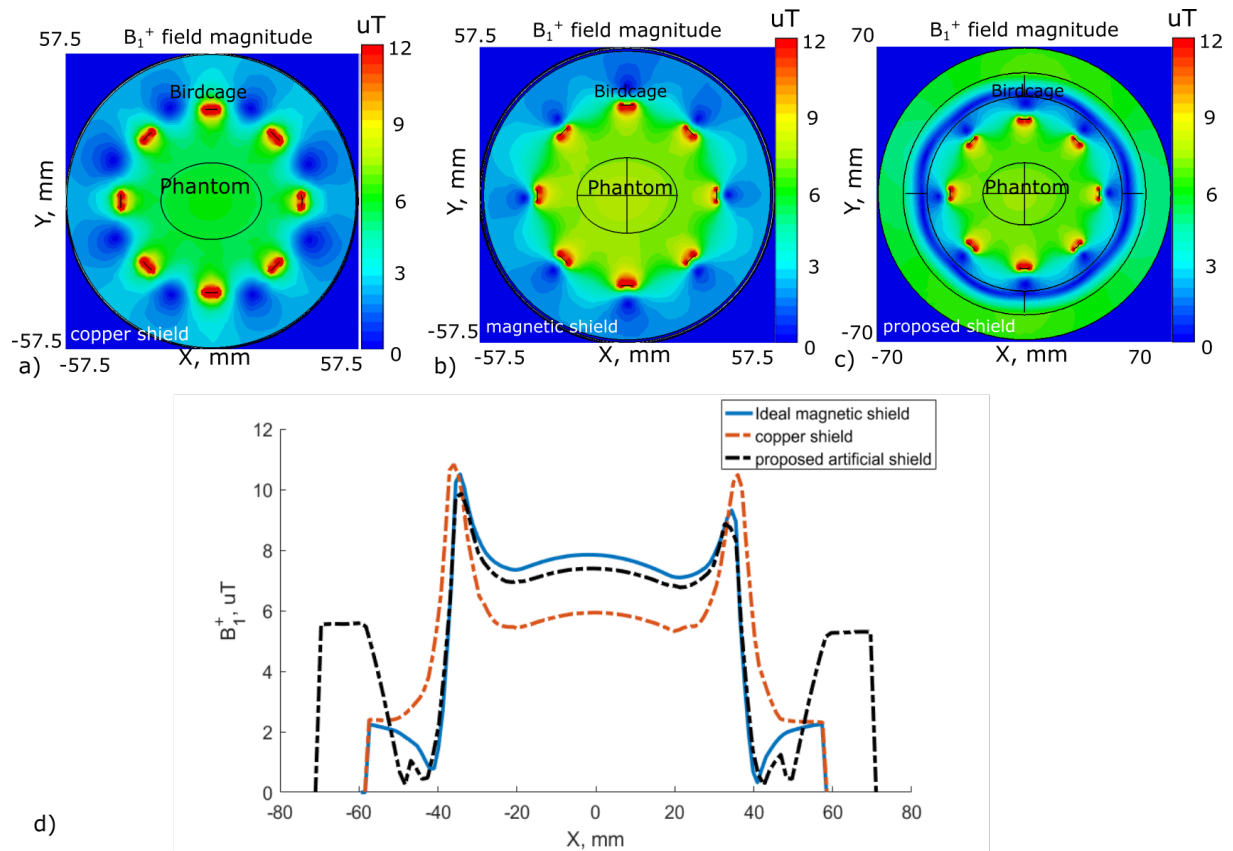 B₁⁺ field magnitude
uT
57.5
12
Birdcage
9
Phantom
Y, mm
6
3
copper shield
-57.5
0
X, mm
-57.5
57.5
a)
B₁⁺ field magnitude
uT
57.5
12
Birdcage
9
Phantom
Y, mm
6
3
magnetic shield
-57.5
0
X, mm
-57.5
57.5
b)
B₁⁺ field magnitude
uT
70
12
Birdcage
9
Phantom
Y, mm
6
3
proposed shield
-70
0
X, mm
-70
70
c)
Ideal magnetic shield
copper shield
proposed artificial shield
12
10
8
6
4
2
0
B₁⁺, uT
-80 -60 -40 -20 0 20 40 60 80
X, mm
d)